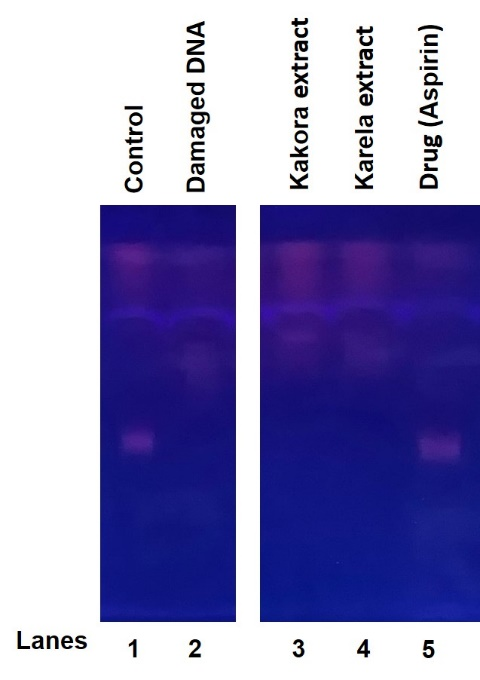 Control
Damaged DNA
Kakora extract
Karela extract
Drug (Aspirin)
Lanes 1 2 3 4 5